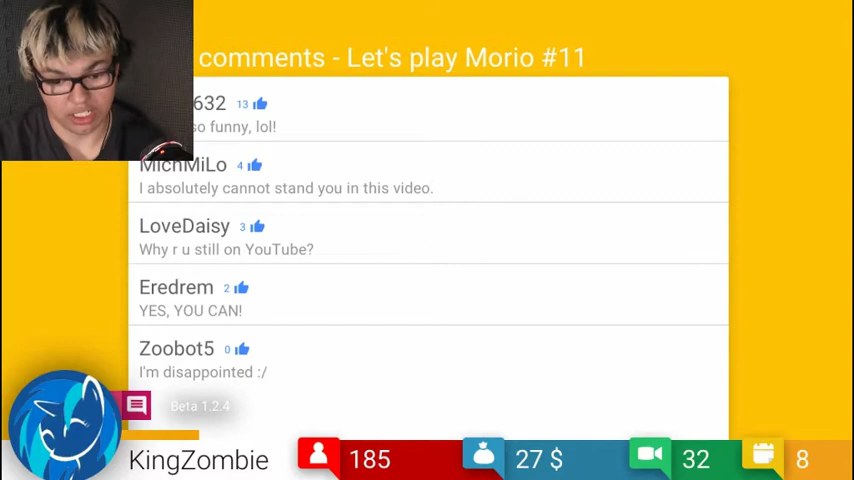 comments - Let's play Morio #11
632 13
so funny, lol!
MichMiLo 4
I absolutely cannot stand you in this video.
LoveDaisy 3
Why r u still on YouTube?
Eredrem 2
YES, YOU CAN!
Zoobot5 0
I'm disappointed :/
Beta 1.2.4
KingZombie 185 27 $ 32 8